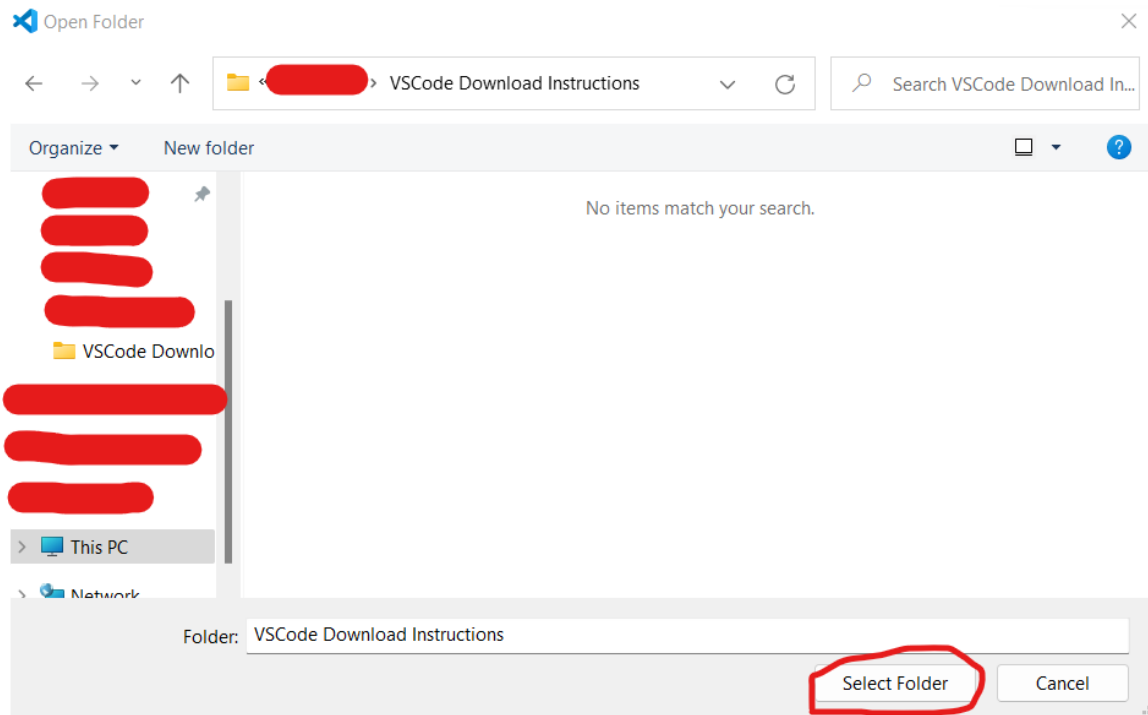 Open Folder
« › VSCode Download Instructions
Search VSCode Download In...
Organize
New folder
No items match your search.
VSCode Downlo
This PC
Network
Folder: VSCode Download Instructions
Select Folder
Cancel